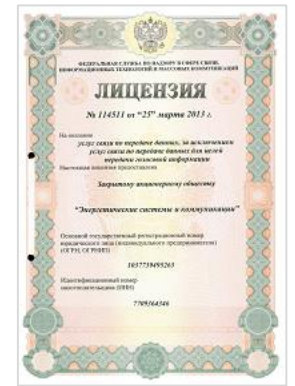 ФЕДЕРАЛЬНАЯ СЛУЖБА ПО НАДЗОРУ В СФЕРЕ СВЯЗИ,
ИНФОРМАЦИОННЫХ ТЕХНОЛОГИЙ И МАССОВЫХ КОММУНИКАЦИЙ
ЛИЦЕНЗИЯ
№ 114511 от "25" марта 2013 г.
На оказание
услуг связи по передаче данных, за исключением
услуг связи по передаче данных для целей
передачи голосовой информации
Настоящая лицензия предоставлена
Закрытому акционерному обществу
"Энергетические системы и коммуникации"
Основной государственный регистрационный номер
юридического лица (индивидуального предпринимателя)
(ОГРН, ОГРНИП)
1037739495263
Идентификационный номер
налогоплательщика (ИНН)
7709364346